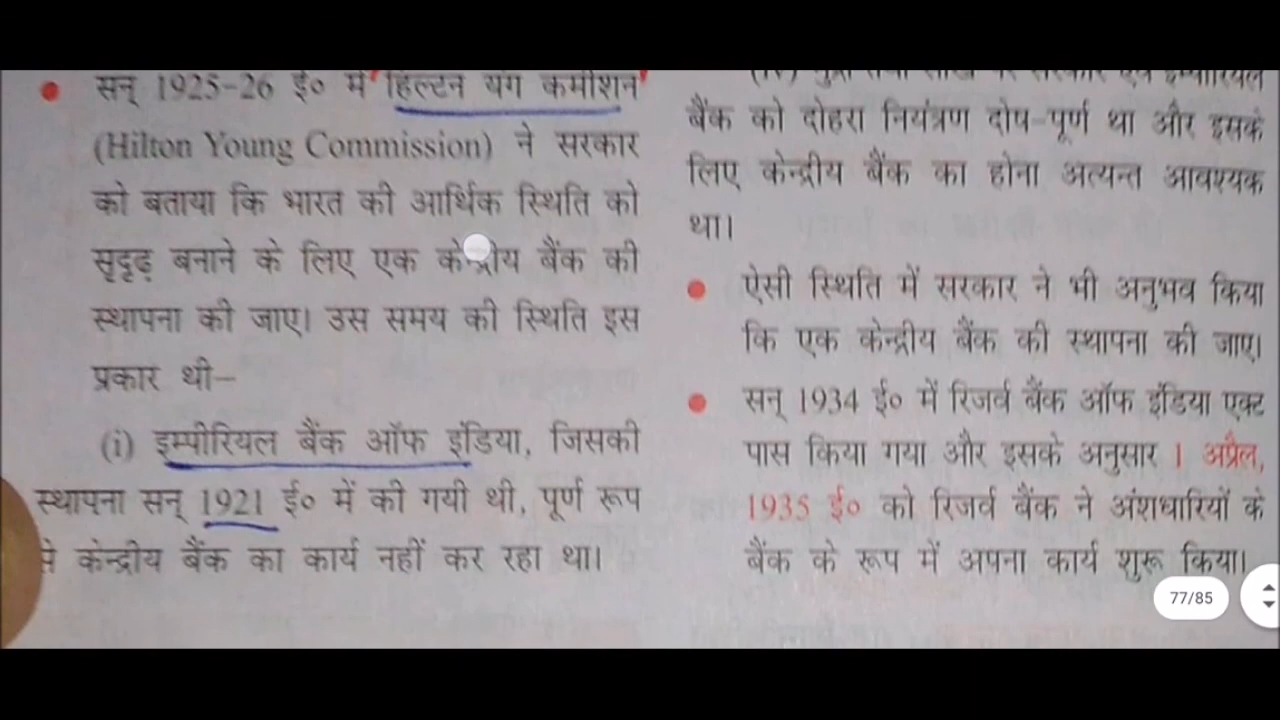 सन् 1925-26 ई० में 'हिल्टन यंग कमीशन'
(Hilton Young Commission) ने सरकार
को बताया कि भारत की आर्थिक स्थिति को
सृदृढ़ बनाने के लिए एक केन्द्रीय बैंक की
स्थापना की जाए। उस समय की स्थिति इस
प्रकार थी–
(i) इम्पीरियल बैंक ऑफ इंडिया, जिसकी
स्थापना सन् 1921 ई० में की गयी थी, पूर्ण रूप
से केन्द्रीय बैंक का कार्य नहीं कर रहा था।
बैंक को दोहरा नियंत्रण दोष-पूर्ण था और इसके
लिए केन्द्रीय बैंक का होना अत्यन्त आवश्यक
था।
ऐसी स्थिति में सरकार ने भी अनुभव किया
कि एक केन्द्रीय बैंक की स्थापना की जाए।
सन् 1934 ई० में रिजर्व बैंक ऑफ इंडिया एक्ट
पास किया गया और इसके अनुसार 1 अप्रैल,
1935 ई० को रिजर्व बैंक ने अंशधारियों के
बैंक के रूप में अपना कार्य शुरू किया।
77/85